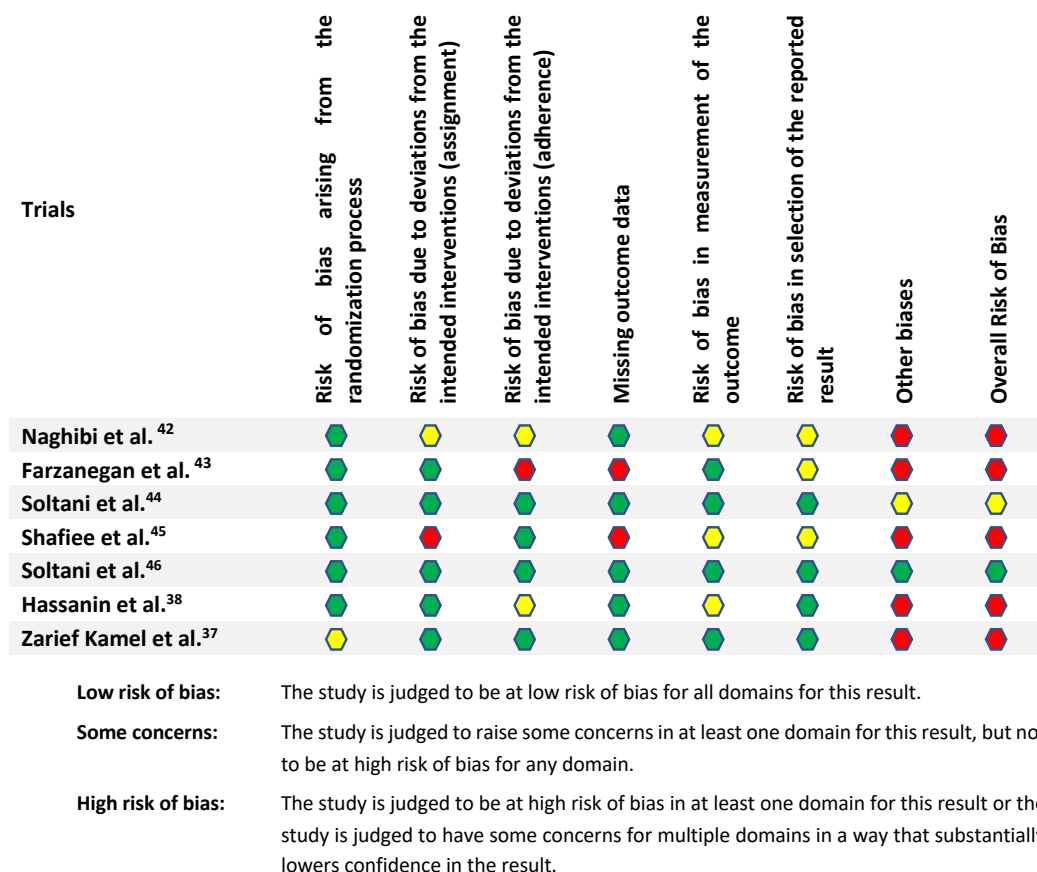 Trials
Risk of bias arising from the
randomization process
Risk of bias due to deviations from the
intended interventions (assignment)
Risk of bias due to deviations from the
intended interventions (adherence)
Missing outcome data
Risk of bias in measurement of the
outcome
Risk of bias in selection of the reported
result
Other biases
Overall Risk of Bias
Naghibi et al. 42
Farzanegan et al. 43
Soltani et al.44
Shafiee et al.45
Soltani et al.46
Hassanin et al.38
Zarief Kamel et al.37
Low risk of bias: The study is judged to be at low risk of bias for all domains for this result.
Some concerns: The study is judged to raise some concerns in at least one domain for this result, but no
to be at high risk of bias for any domain.
High risk of bias: The study is judged to be at high risk of bias in at least one domain for this result or the
study is judged to have some concerns for multiple domains in a way that substantially
lowers confidence in the result.